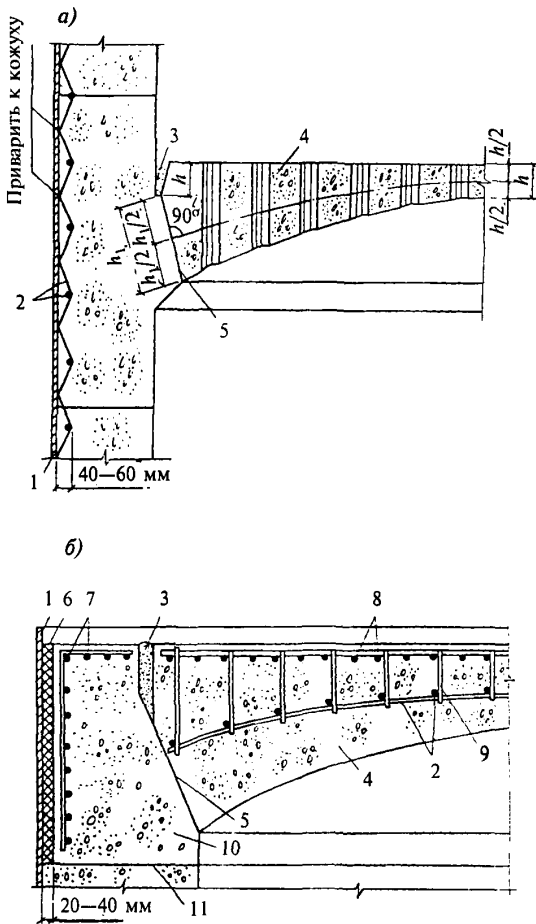 а)
Приварить к кожуху
3
4
h
h/2
h
h/2
90°
h₁
h₁/2
h₁/2
2
5
1
40—60 мм
б)
1 6 7 3 8
9
2
4
5
10
11
20—40 мм